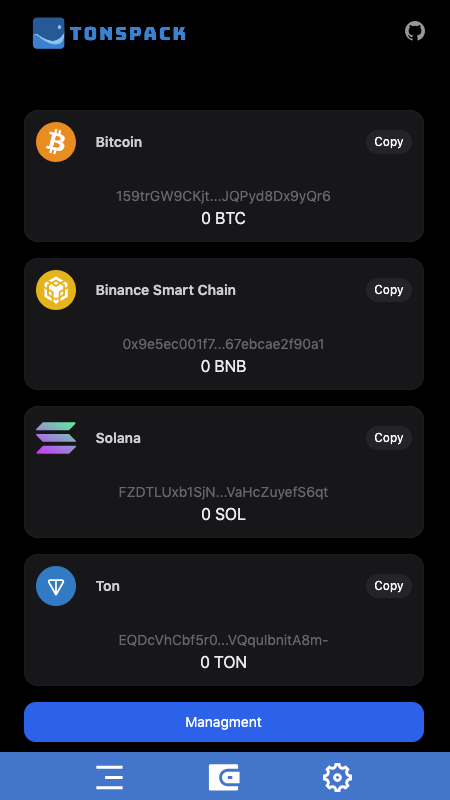 TONSPACK
Bitcoin
Copy
159trGW9CKjt...JQPyd8Dx9yQr6
0 BTC
Binance Smart Chain
Copy
0x9e5ec001f7...67ebcae2f90a1
0 BNB
Solana
Copy
FZDTLUxb1SjN...VaHcZuyefS6qt
0 SOL
Ton
Copy
EQDcVhCbf5r0...VQqulbnitA8m-
0 TON
Managment